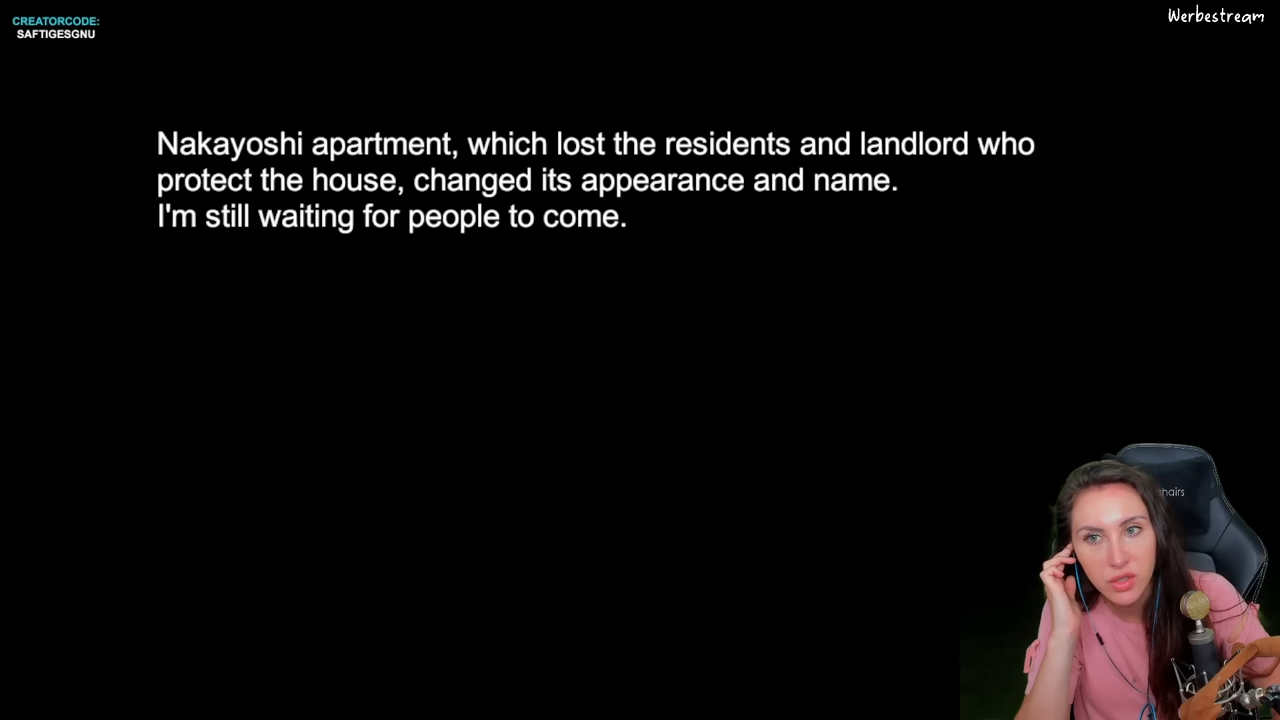 CREATORCODE:
SAFTIGESGNU
Werbestream
Nakayoshi apartment, which lost the residents and landlord who
protect the house, changed its appearance and name.
I'm still waiting for people to come.
hairs